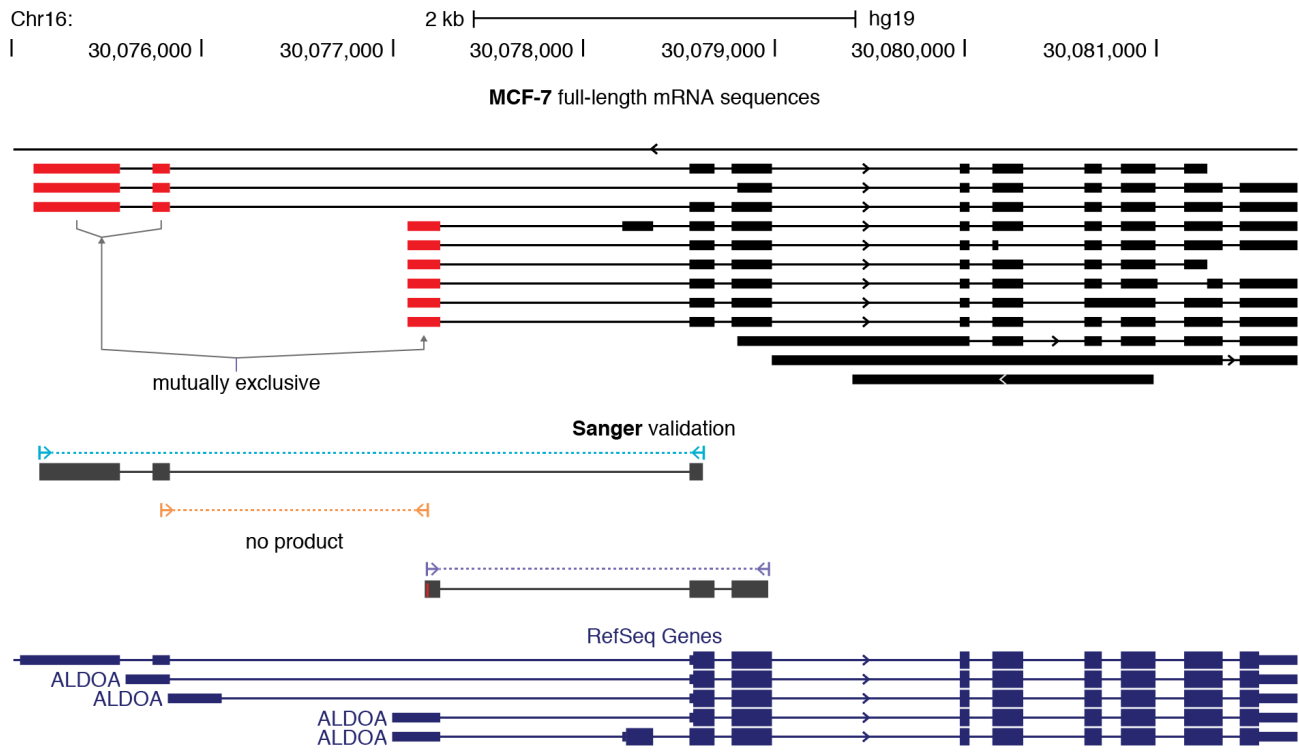 Chr16: 2 kb hg19
30,076,000 30,077,000 30,078,000 30,079,000 30,080,000 30,081,000
MCF-7 full-length mRNA sequences
mutually exclusive
Sanger validation
no product
RefSeq Genes
ALDOA
ALDOA
ALDOA
ALDOA